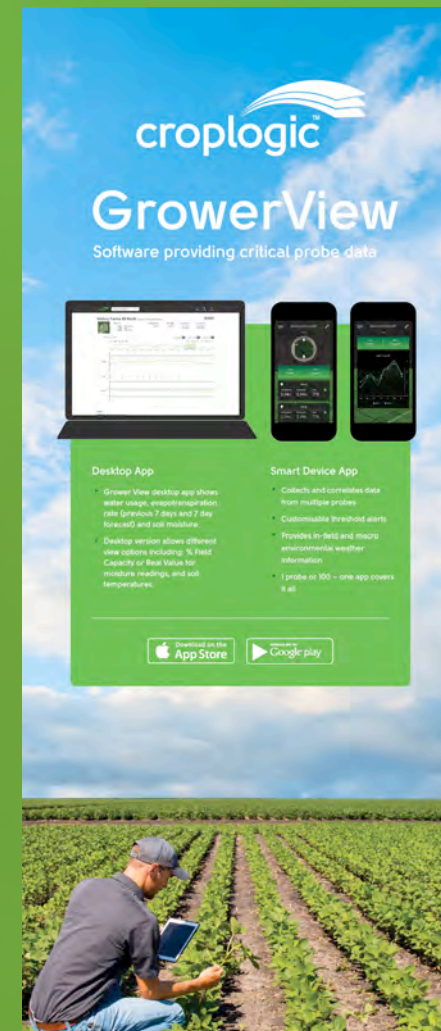 croplogic™
GrowerView
Software providing critical probe data
Desktop App
Grower View desktop app shows
water usage, evapotranspiration
rate (previous 7 days and 7 day
forecast) and soil moisture.
Desktop version allows different
view options including: % Field
Capacity or Real Value for
moisture readings, and soil
temperatures.
Smart Device App
Collects and correlates data
from multiple probes
Customisable threshold alerts
Provides in-field and macro
environmental weather
information
1 probe or 100 – one app covers
it all
Download on the
App Store
Google play